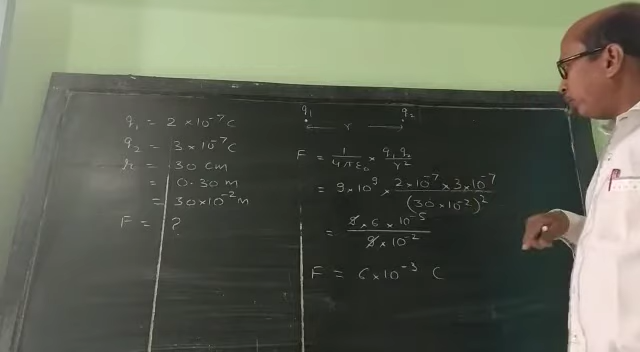 q₁ = 2 × 10⁻⁷ C
q₂ = 3 × 10⁻⁷ C
r = 30 cm
= 0.30 m
= 30 × 10⁻² m
F = ?
q₁ q₂
r
F = 1/4πε₀ × q₁ q₂/r²
= 9 × 10⁹ × 2 × 10⁻⁷ × 3 × 10⁻⁷/(30 × 10⁻²)²
= 9 × 6 × 10⁻⁵/9 × 10⁻²
F = 6 × 10⁻³ C